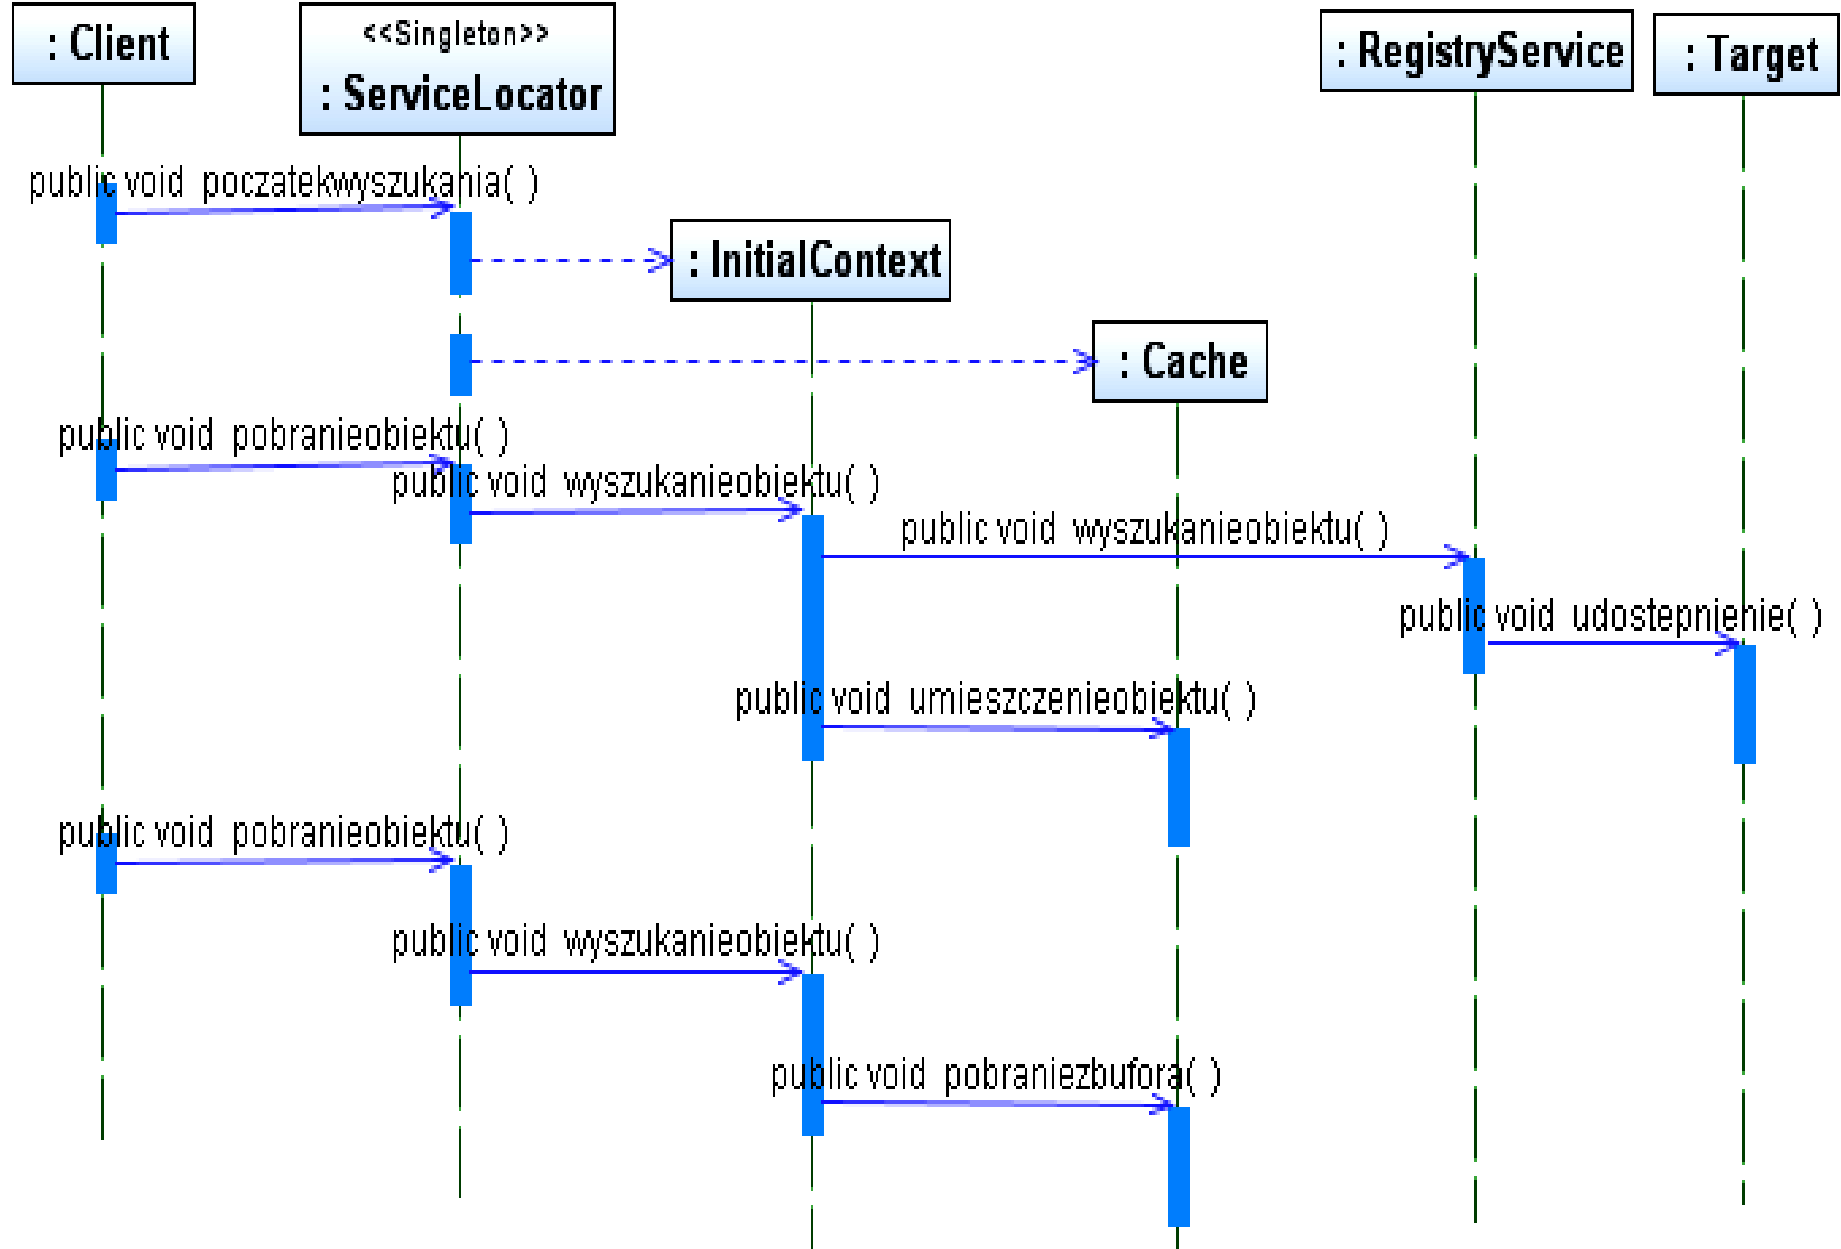 : Client
<<Singleton>>
: ServiceLocator
: RegistryService
: Target
public void poczatekwyszukania( )
: InitialContext
: Cache
public void pobranieobiektu( )
public void wyszukanieobiektu( )
public void wyszukanieobiektu( )
public void udostepnienie( )
public void umieszczenieobiektu( )
public void pobranieobiektu( )
public void wyszukanieobiektu( )
public void pobraniezbufora( )